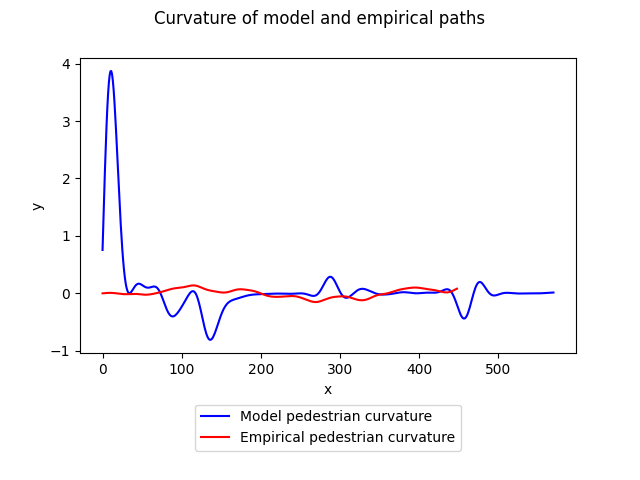 Curvature of model and empirical paths
4
3
2
1
0
−1
y
0 100 200 300 400 500
x
Model pedestrian curvature
Empirical pedestrian curvature